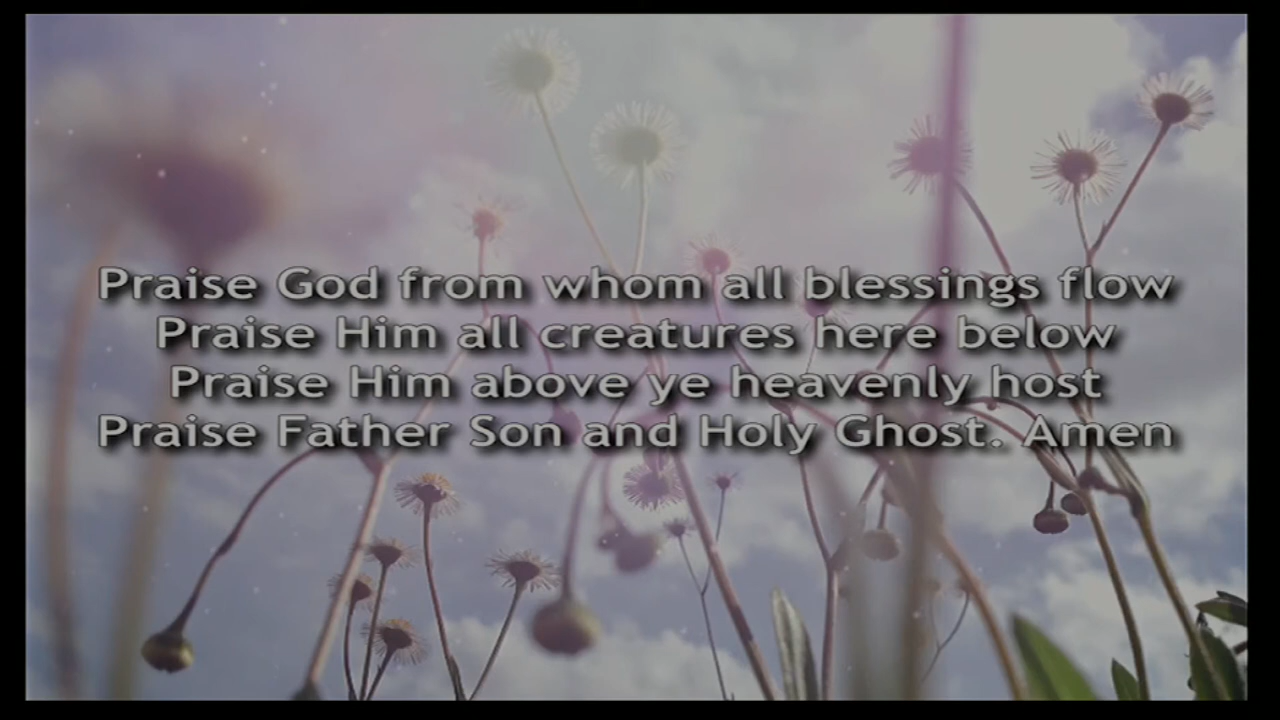 Praise God from whom all blessings flow
Praise Him all creatures here below
Praise Him above ye heavenly host
Praise Father Son and Holy Ghost. Amen